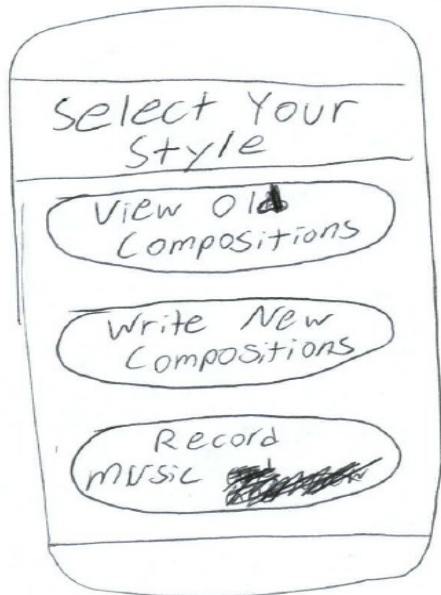 Select Your
Style
View Old
Compositions
Write New
Compositions
Record
music